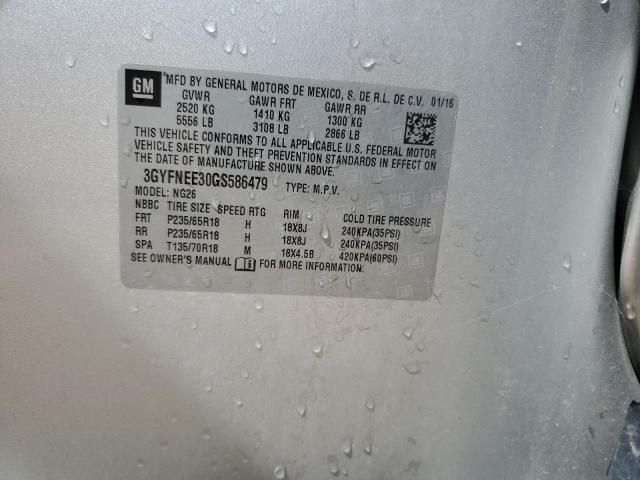 GM
MFD BY GENERAL MOTORS DE MEXICO, S. DE R.L. DE C.V. 01/16
GVWR GAWR FRT GAWR RR
2520 KG 1410 KG 1300 KG
5556 LB 3108 LB 2866 LB
THIS VEHICLE CONFORMS TO ALL APPLICABLE U.S. FEDERAL MOTOR
VEHICLE SAFETY AND THEFT PREVENTION STANDARDS IN EFFECT ON
THE DATE OF MANUFACTURE SHOWN ABOVE.
3GYFNEE30GS586479 TYPE: M.P.V.
MODEL: NG26
NBBC TIRE SIZE SPEED RTG RIM COLD TIRE PRESSURE
FRT P235/65R18 H 18X8J 240KPA(35PSI)
RR P235/65R18 H 18X8J 240KPA(35PSI)
SPA T135/70R18 M 18X4.5B 420KPA(60PSI)
SEE OWNER'S MANUAL FOR MORE INFORMATION.